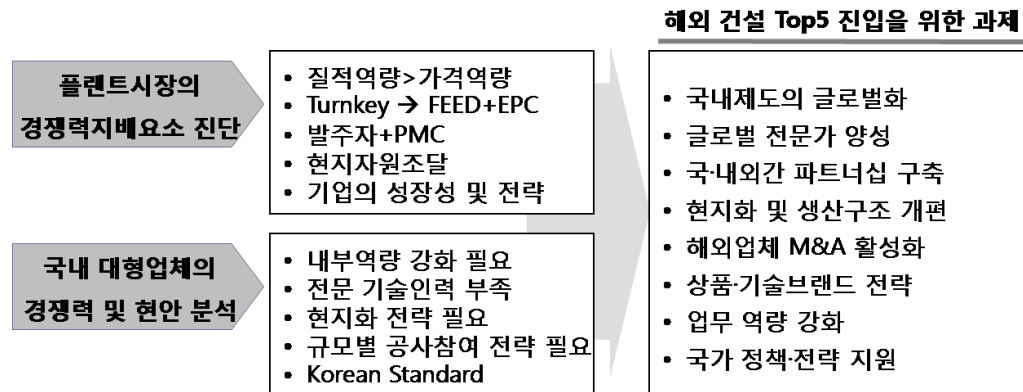 해외 건설 Top5 진입을 위한 과제
플랜트시장의
경쟁력지배요소 진단
• 질적역량>가격역량
• Turnkey → FEED+EPC
• 발주자+PMC
• 현지자원조달
• 기업의 성장성 및 전략
국내 대형업체의
경쟁력 및 현안 분석
• 내부역량 강화 필요
• 전문 기술인력 부족
• 현지화 전략 필요
• 규모별 공사참여 전략 필요
• Korean Standard
• 국내제도의 글로벌화
• 글로벌 전문가 양성
• 국·내외간 파트너십 구축
• 현지화 및 생산구조 개편
• 해외업체 M&A 활성화
• 상품·기술브랜드 전략
• 업무 역량 강화
• 국가 정책·전략 지원